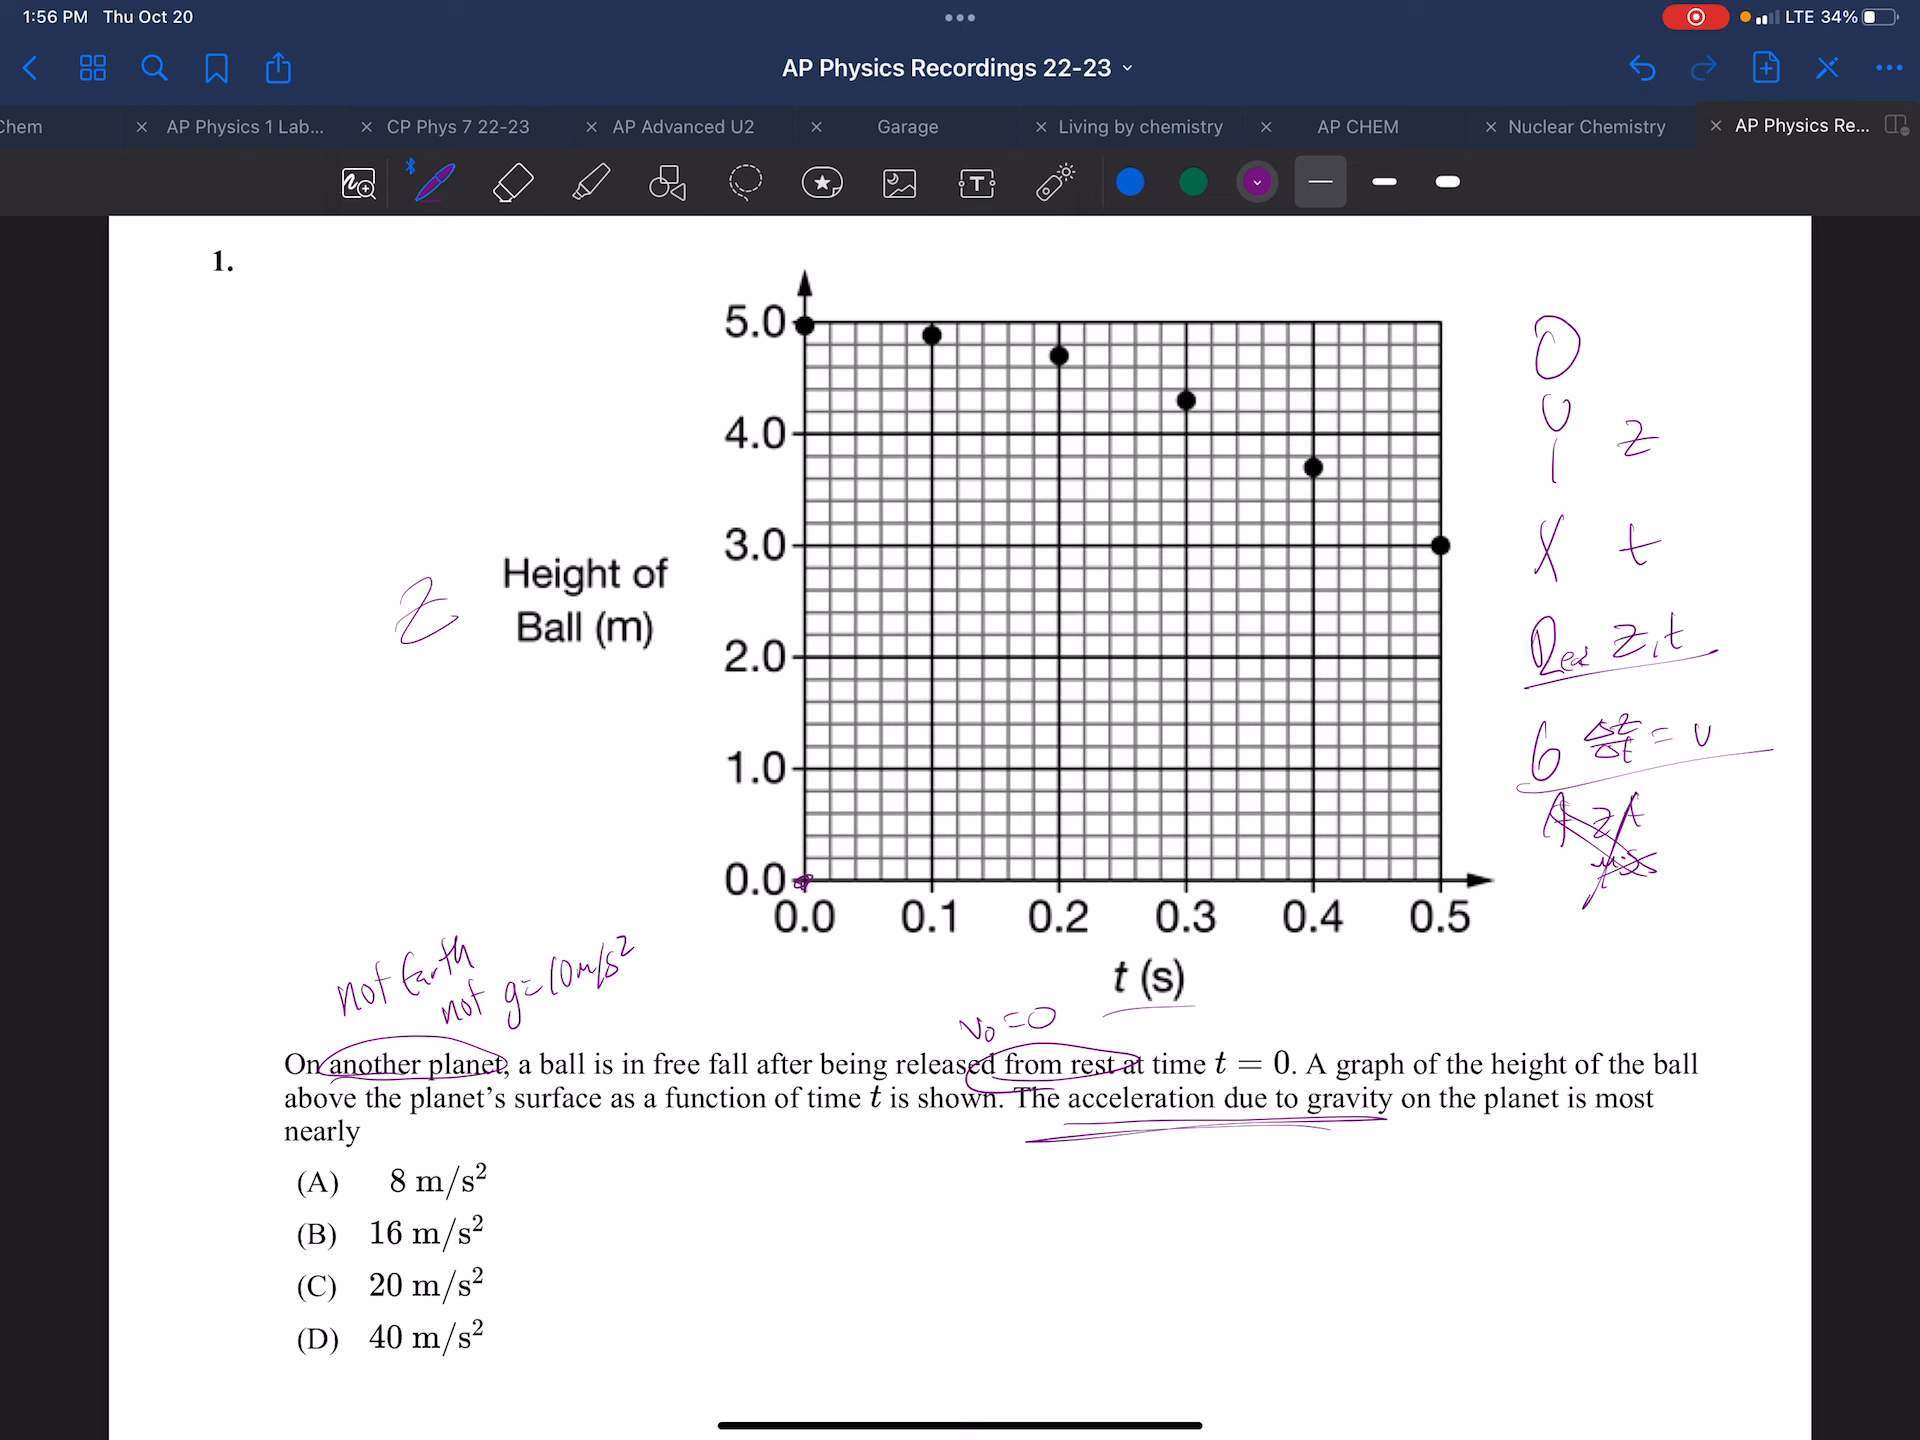 1:56 PM Thu Oct 20
LTE 34%
AP Physics Recordings 22-23
Chem
AP Physics 1 Lab...
CP Phys 7 22-23
AP Advanced U2
Garage
Living by chemistry
AP CHEM
Nuclear Chemistry
AP Physics Re...
1.
5.0
4.0
3.0
2.0
1.0
0.0
Height of
Ball (m)
z
0.0 0.1 0.2 0.3 0.4 0.5
t (s)
O
U
I z
X t
z, t
G Δz/Δt = v
A
not Earth
not g=10m/s²
v₀=0
On another planet, a ball is in free fall after being released from rest at time t = 0. A graph of the height of the ball
above the planet's surface as a function of time t is shown. The acceleration due to gravity on the planet is most
nearly
(A) 8 m/s²
(B) 16 m/s²
(C) 20 m/s²
(D) 40 m/s²